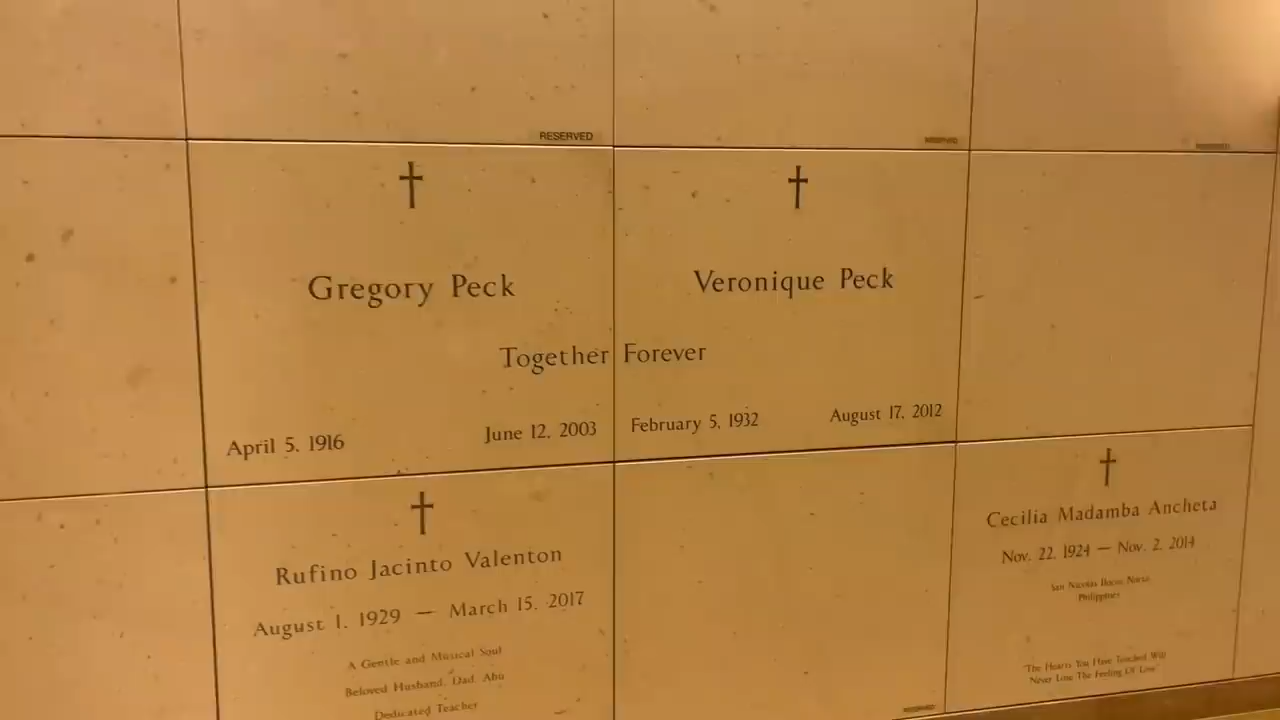 RESERVED
RESERVED
RESERVED
Gregory Peck
Veronique Peck
Together Forever
April 5, 1916
June 12, 2003
February 5, 1932
August 17, 2012
Rufino Jacinto Valenton
August 1, 1929 — March 15, 2017
A Gentle and Musical Soul
Beloved Husband, Dad, Abu
Dedicated Teacher
Cecilia Madamba Ancheta
Nov. 22, 1924 — Nov. 2, 2014
San Nicolas Ilocos Norte
Philippines
"The Hearts You Have Touched Will
Never Lose The Feeling Of Love"
RESERVED